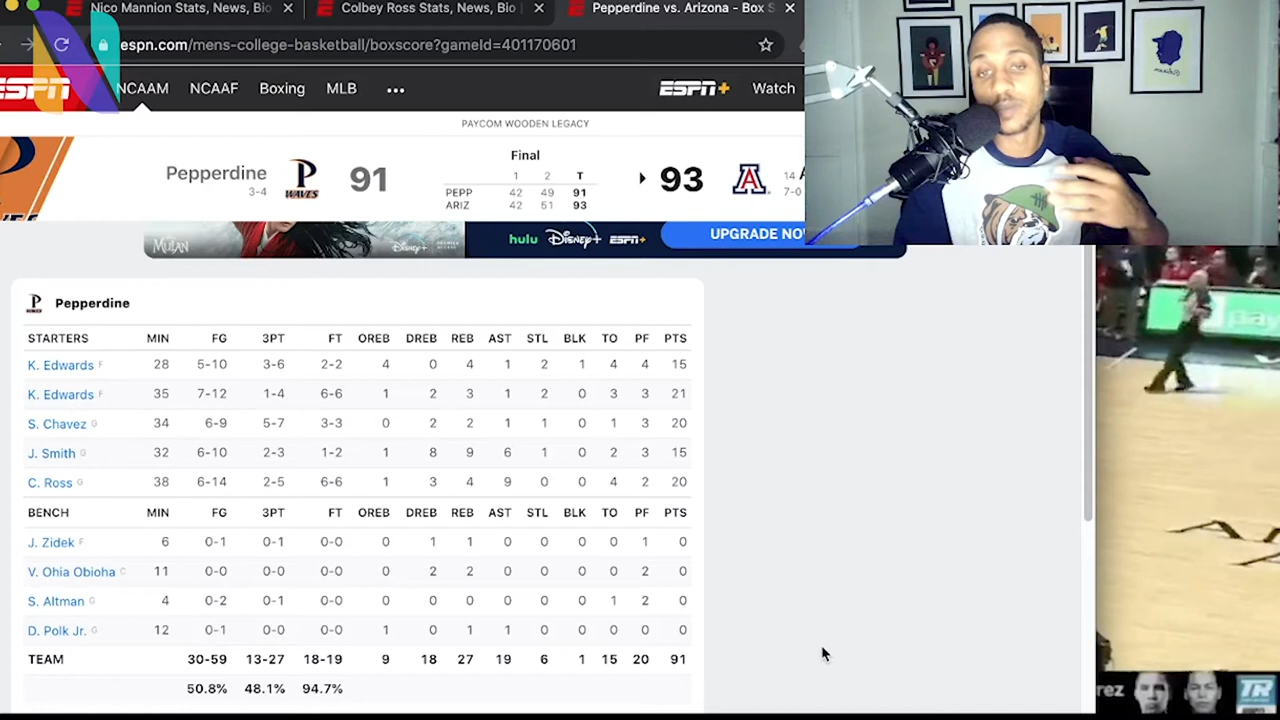 Nico Mannion Stats, News, Bio
Colbey Ross Stats, News, Bio
Pepperdine vs. Arizona - Box S
espn.com/mens-college-basketball/boxscore?gameId=401170601
ESPN
NCAAM
NCAAF
Boxing
MLB
ESPN+
Watch
PAYCOM WOODEN LEGACY
Pepperdine
3-4
P
WAVES
91
Final
1 2 T
PEPP 42 49 91
ARIZ 42 51 93
93
A
14
7-0
MULAN
Disney+
PREMIER ACCESS
hulu Disney+ ESPN+
UPGRADE NO
Pepperdine
STARTERS MIN FG 3PT FT OREB DREB REB AST STL BLK TO PF PTS
K. Edwards F 28 5-10 3-6 2-2 4 0 4 1 2 1 4 4 15
K. Edwards F 35 7-12 1-4 6-6 1 2 3 1 2 0 3 3 21
S. Chavez G 34 6-9 5-7 3-3 0 2 2 1 1 0 1 3 20
J. Smith G 32 6-10 2-3 1-2 1 8 9 6 1 0 2 3 15
C. Ross G 38 6-14 2-5 6-6 1 3 4 9 0 0 4 2 20
BENCH MIN FG 3PT FT OREB DREB REB AST STL BLK TO PF PTS
J. Zidek F 6 0-1 0-1 0-0 0 1 1 0 0 0 0 1 0
V. Ohia Obioha C 11 0-0 0-0 0-0 0 2 2 0 0 0 0 2 0
S. Altman G 4 0-2 0-1 0-0 0 0 0 0 0 0 1 2 0
D. Polk Jr. G 12 0-1 0-0 0-0 1 0 1 1 0 0 0 0 0
TEAM 30-59 13-27 18-19 9 18 27 19 6 1 15 20 91
50.8% 48.1% 94.7%
pay
rez
TR